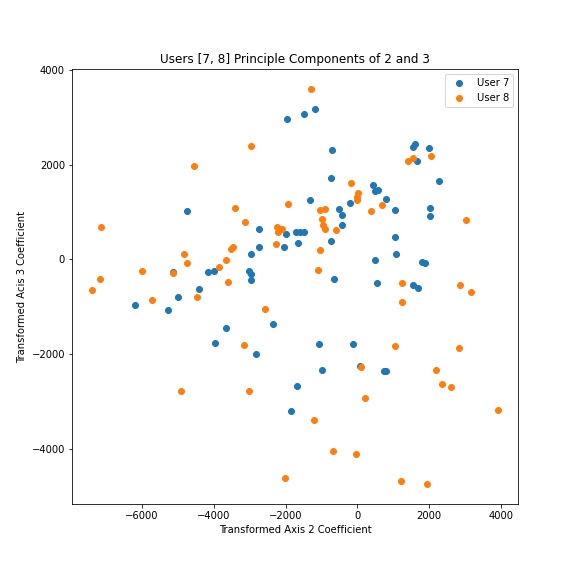 Users [7, 8] Principle Components of 2 and 3
User 7
User 8
4000
2000
0
−2000
−4000
Transformed Acis 3 Coefficient
−6000 −4000 −2000 0 2000 4000
Transformed Axis 2 Coefficient